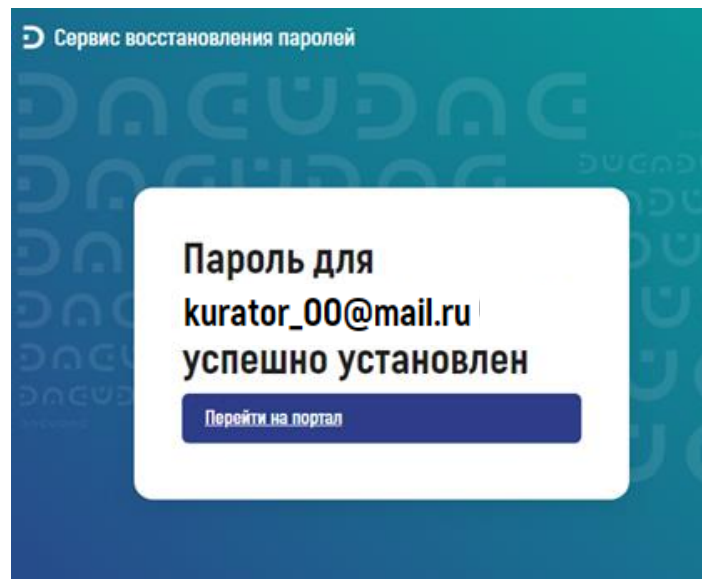 Сервис восстановления паролей
Пароль для
kurator_00@mail.ru
успешно установлен
Перейти на портал